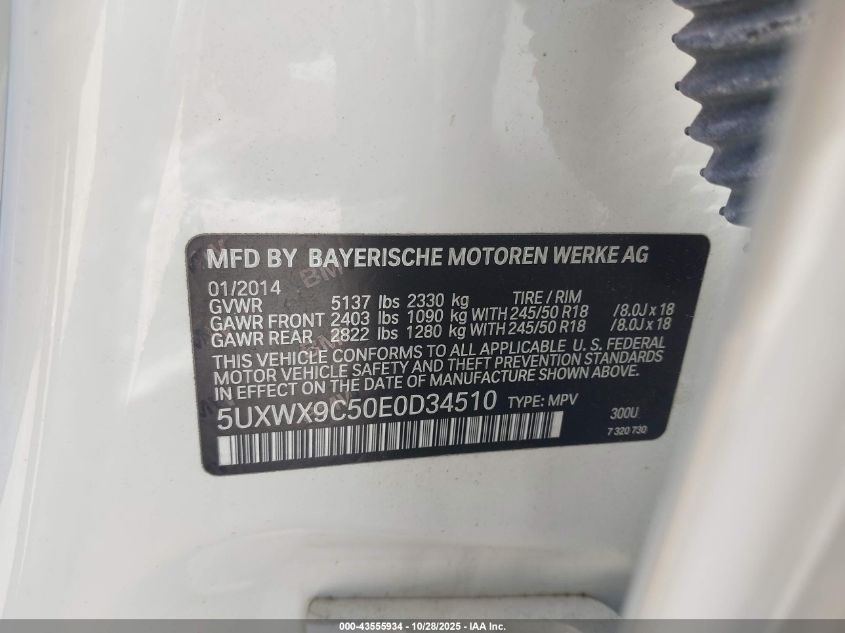 MFD BY BAYERISCHE MOTOREN WERKE AG
01/2014
GVWR 5137 lbs 2330 kg TIRE / RIM
GAWR FRONT 2403 lbs 1090 kg WITH 245/50 R18 /8.0J x 18
GAWR REAR 2822 lbs 1280 kg WITH 245/50 R18 /8.0J x 18
THIS VEHICLE CONFORMS TO ALL APPLICABLE U. S. FEDERAL
MOTOR VEHICLE SAFETY AND THEFT PREVENTION STANDARDS
IN EFFECT ON THE DATE OF MANUFACTURE SHOWN ABOVE.
5UXWX9C50E0D34510 TYPE: MPV 300U
7 320 730
000-43555934 - 10/28/2025 - IAA Inc.